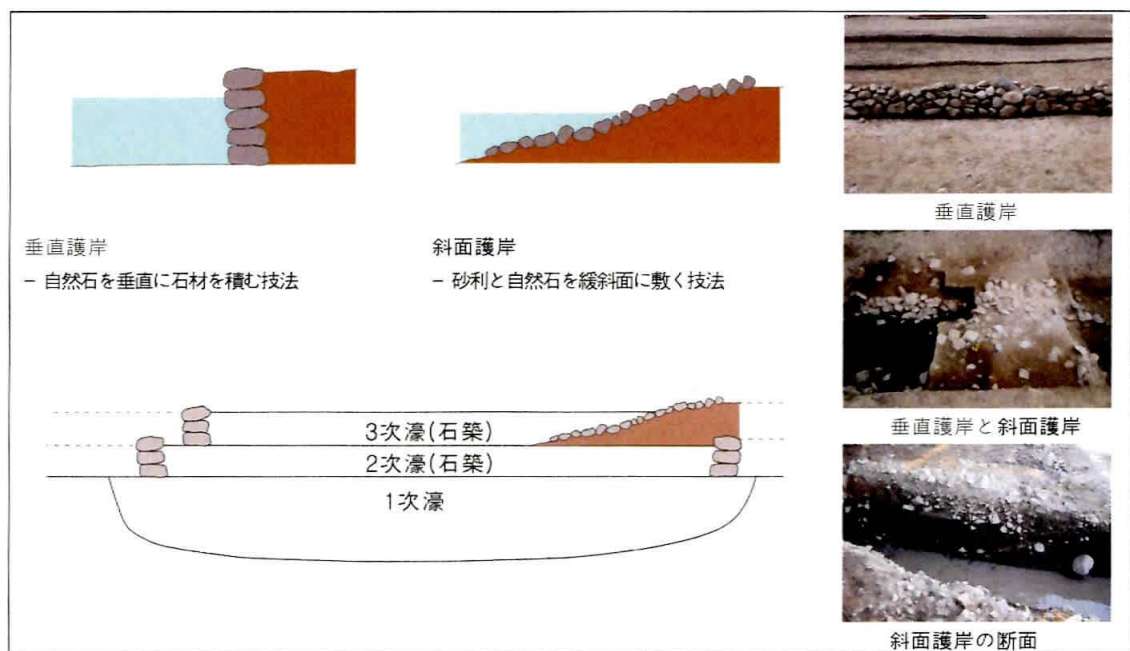 垂直護岸
– 自然石を垂直に石材を積む技法
斜面護岸
– 砂利と自然石を緩斜面に敷く技法
3次濠(石築)
2次濠(石築)
1次濠
垂直護岸
垂直護岸と斜面護岸
斜面護岸の断面